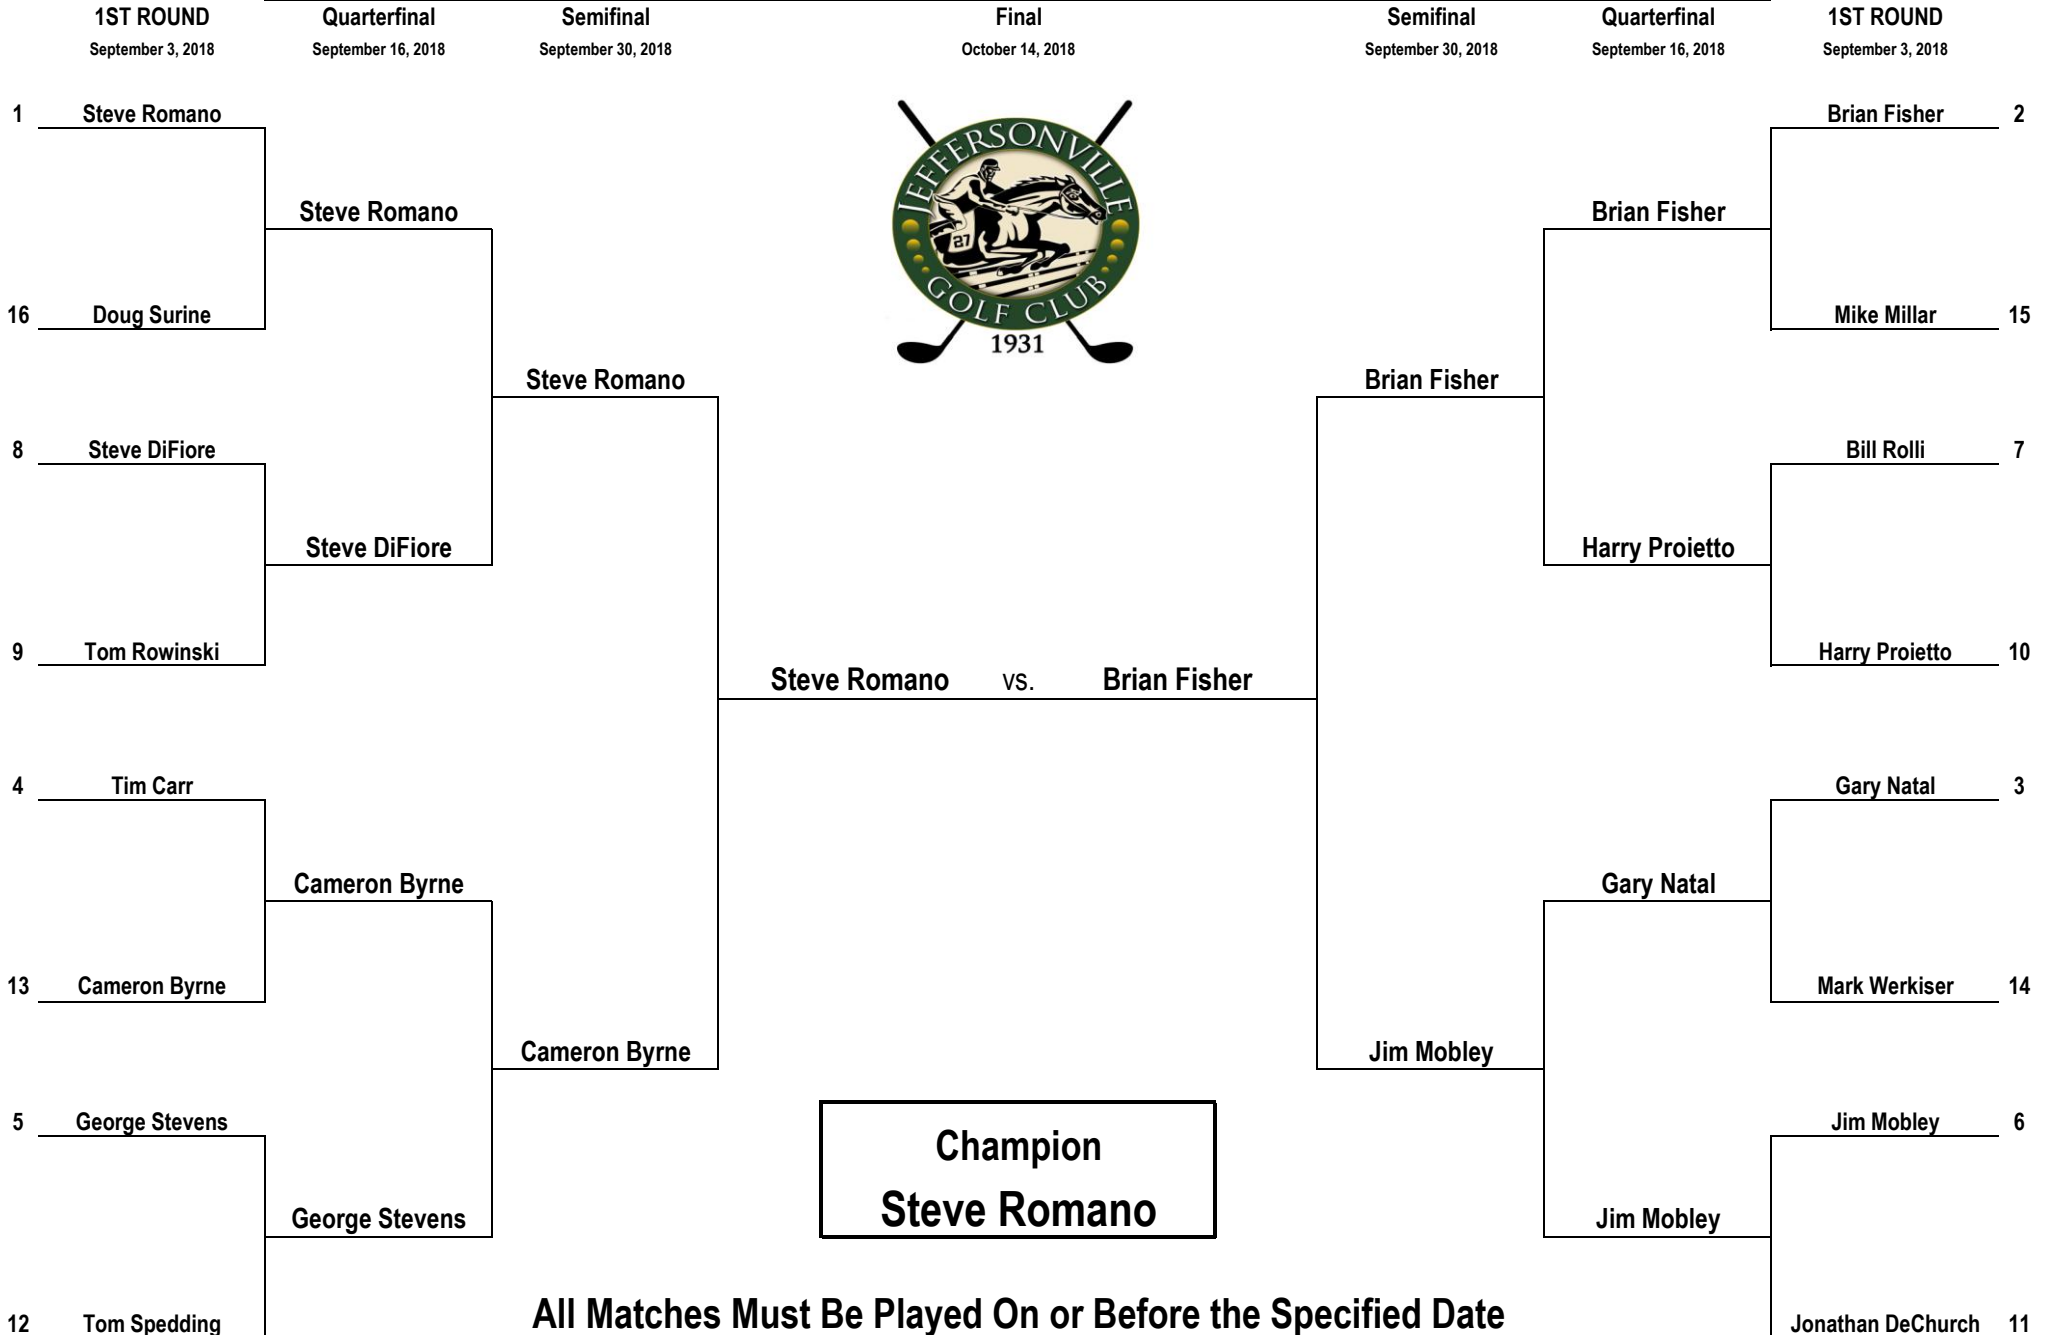 1ST ROUND Quarterfinal Semifinal Final Semifinal Quarterfinal 1ST ROUND
September 3, 2018 September 16, 2018 September 30, 2018 October 14, 2018 September 30, 2018 September 16, 2018 September 3, 2018
1 Steve Romano Brian Fisher 2
JEFFERSONVILLE
27
GOLF CLUB
1931
Steve Romano Brian Fisher
16 Doug Surine Mike Millar 15
Steve Romano Brian Fisher
8 Steve DiFiore Bill Rolli 7
Steve DiFiore Harry Proietto
9 Tom Rowinski Harry Proietto 10
Steve Romano vs. Brian Fisher
4 Tim Carr Gary Natal 3
Cameron Byrne Gary Natal
13 Cameron Byrne Mark Werkiser 14
Cameron Byrne Jim Mobley
5 George Stevens Jim Mobley 6
Champion
Steve Romano
George Stevens Jim Mobley
All Matches Must Be Played On or Before the Specified Date
12 Tom Spedding Jonathan DeChurch 11